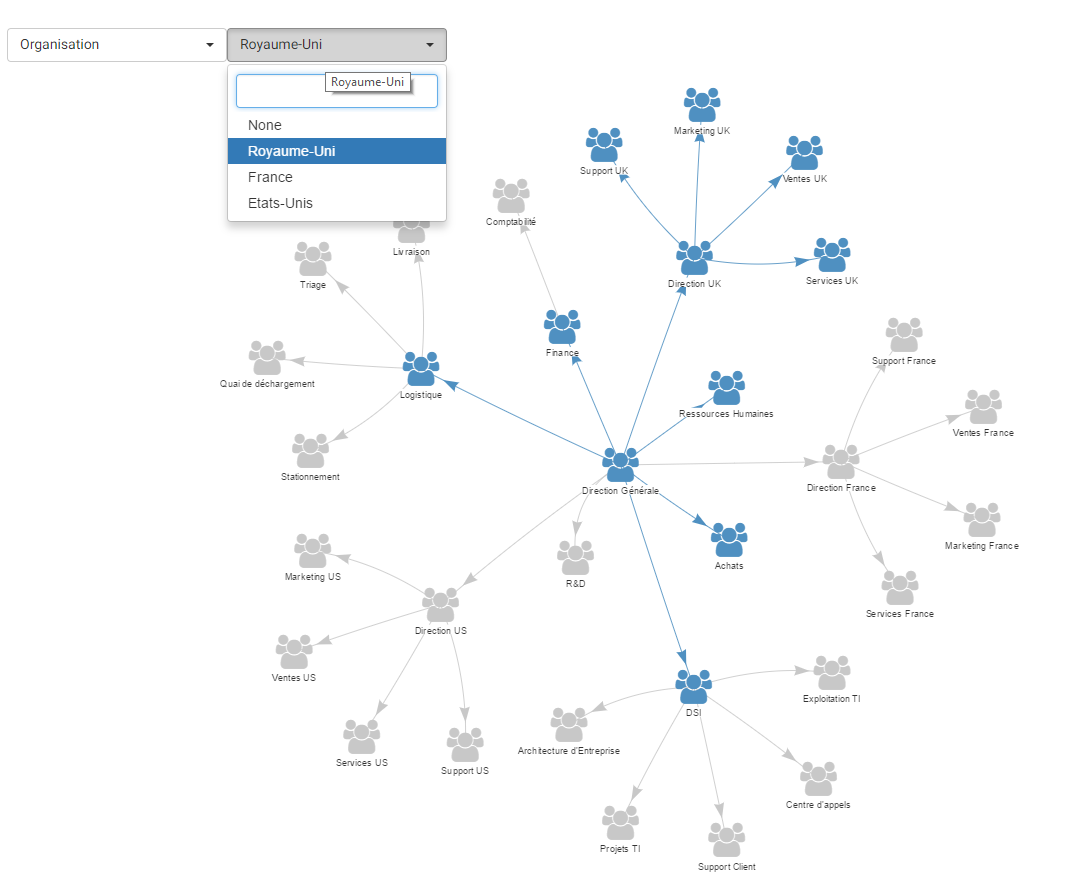 Organisation
Royaume-Uni
Royaume-Uni
None
Royaume-Uni
France
Etats-Unis
Marketing UK
Support UK
Ventes UK
Comptabilité
Livraison
Triage
Direction UK
Services UK
Finance
Support France
Quai de déchargement
Logistique
Ressources Humaines
Ventes France
Stationnement
Direction Générale
Direction France
Marketing France
Achats
Marketing US
R&D
Services France
Direction US
Ventes US
Exploitation TI
DSI
Architecture d'Entreprise
Services US
Support US
Centre d'appels
Projets TI
Support Client